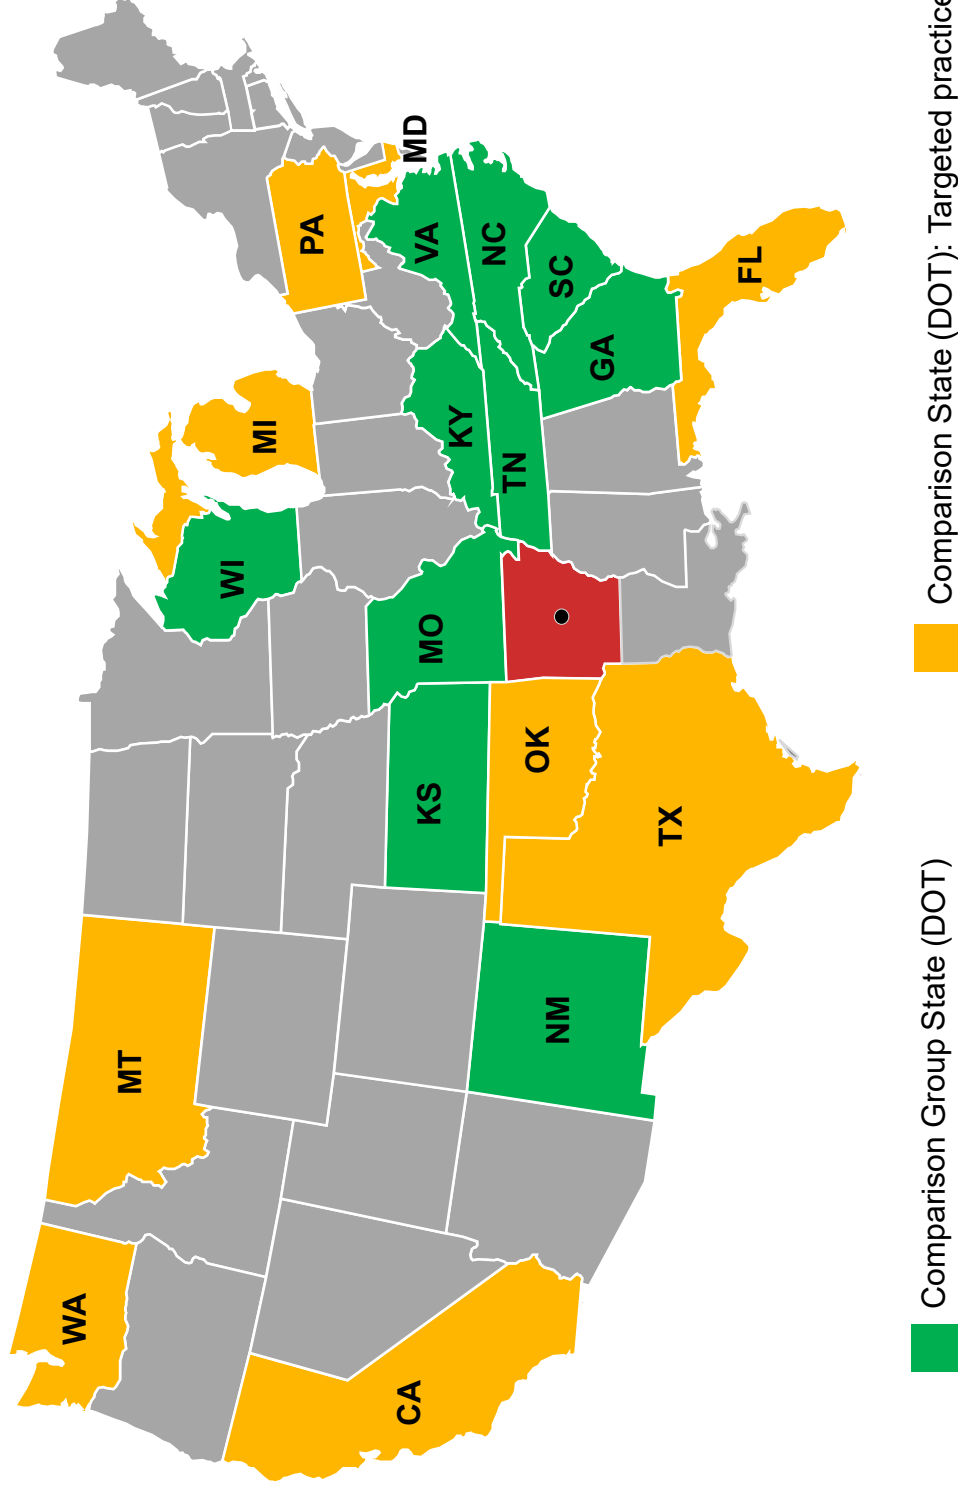 WA
MT
MI
PA
MD
WI
VA
NC
KY
SC
CA
KS
MO
TN
GA
NM
OK
TX
FL
Comparison Group State (DOT)
Comparison State (DOT): Targeted practice